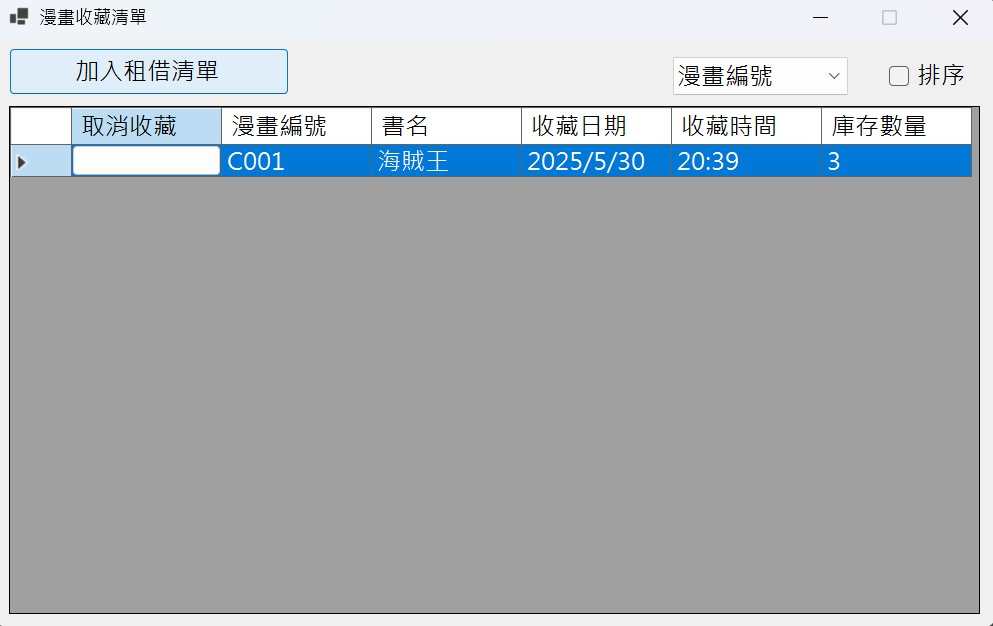 漫畫收藏清單
加入租借清單
漫畫編號
排序
取消收藏 漫畫編號 書名 收藏日期 收藏時間 庫存數量
C001 海賊王 2025/5/30 20:39 3